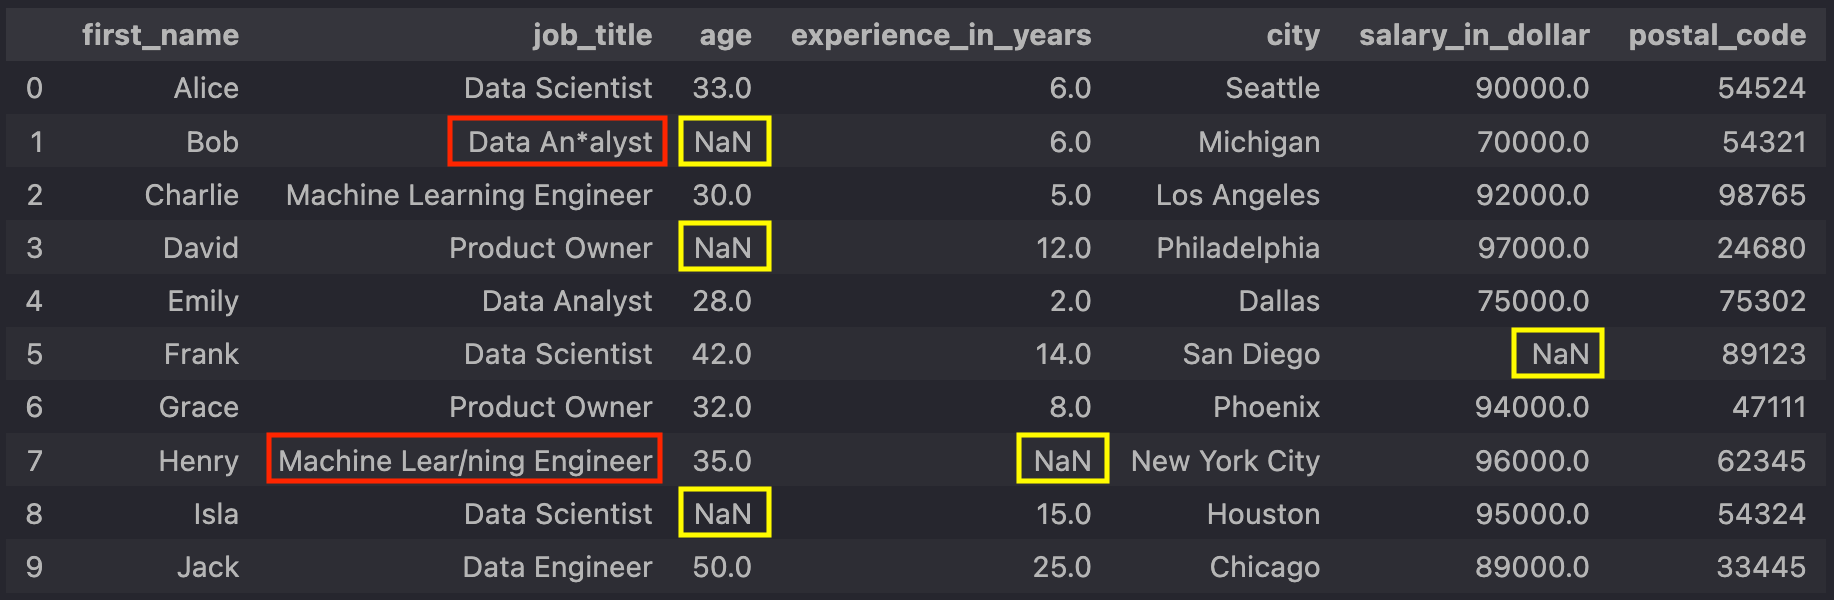 first_name job_title age experience_in_years city salary_in_dollar postal_code
0 Alice Data Scientist 33.0 6.0 Seattle 90000.0 54524
1 Bob Data An*alyst NaN 6.0 Michigan 70000.0 54321
2 Charlie Machine Learning Engineer 30.0 5.0 Los Angeles 92000.0 98765
3 David Product Owner NaN 12.0 Philadelphia 97000.0 24680
4 Emily Data Analyst 28.0 2.0 Dallas 75000.0 75302
5 Frank Data Scientist 42.0 14.0 San Diego NaN 89123
6 Grace Product Owner 32.0 8.0 Phoenix 94000.0 47111
7 Henry Machine Lear/ning Engineer 35.0 NaN New York City 96000.0 62345
8 Isla Data Scientist NaN 15.0 Houston 95000.0 54324
9 Jack Data Engineer 50.0 25.0 Chicago 89000.0 33445